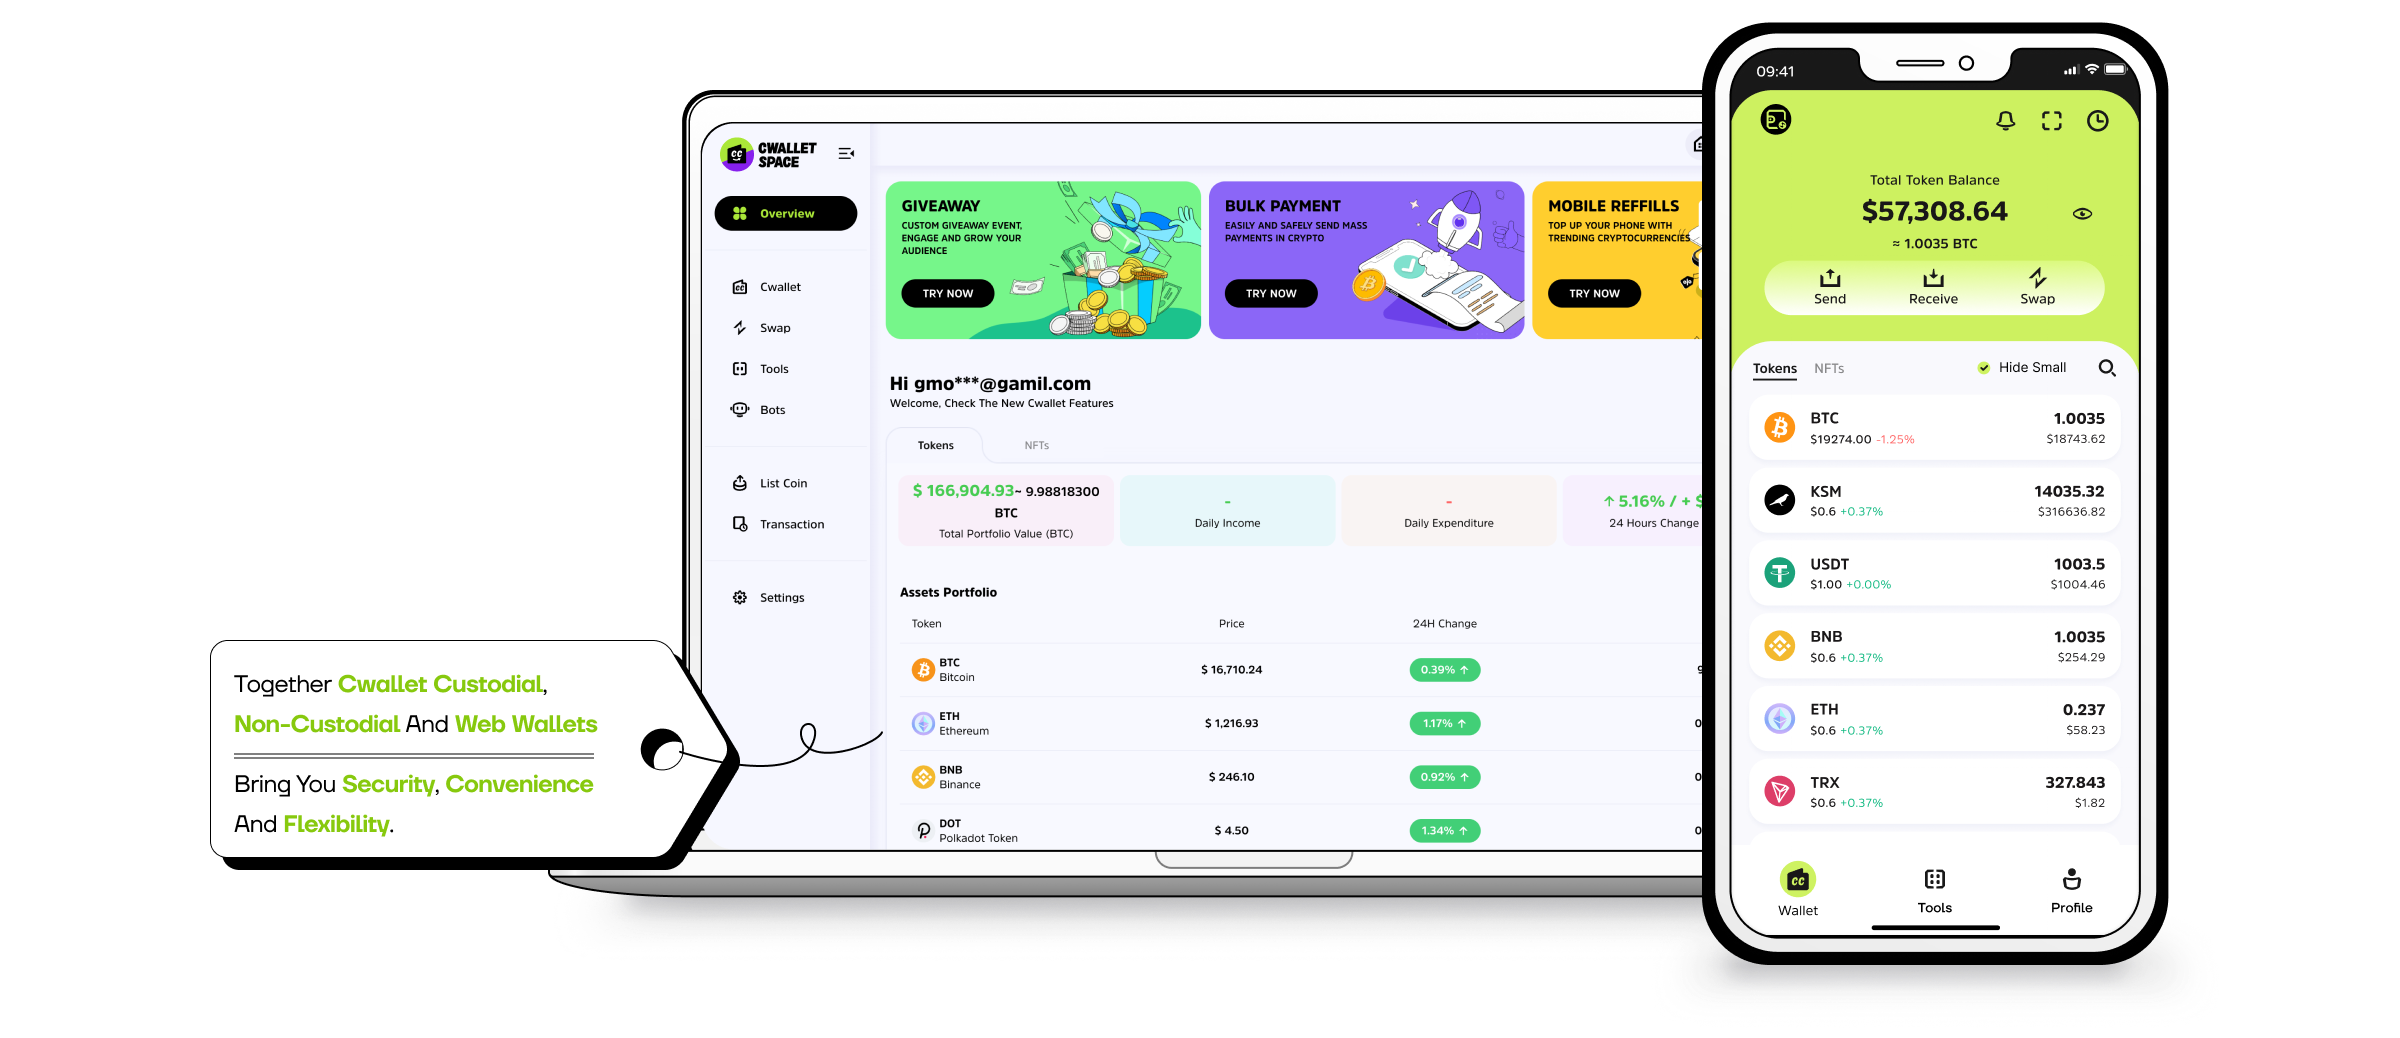 Together Cwallet Custodial,
Non-Custodial And Web Wallets
Bring You Security, Convenience
And Flexibility.
CWALLET
SPACE
Overview
Cwallet
Swap
Tools
Bots
List Coin
Transaction
Settings
GIVEAWAY
CUSTOM GIVEAWAY EVENT,
ENGAGE AND GROW YOUR
AUDIENCE
TRY NOW
BULK PAYMENT
EASILY AND SAFELY SEND MASS
PAYMENTS IN CRYPTO
TRY NOW
MOBILE REFFILLS
TOP UP YOUR PHONE WITH
TRENDING CRYPTOCURRENCIES
TRY NOW
Hi gmo***@gamil.com
Welcome, Check The New Cwallet Features
Tokens NFTs
$ 166,904.93~ 9.98818300
BTC
Total Portfolio Value (BTC)
-
Daily Income
-
Daily Expenditure
↑ 5.16% / + $
24 Hours Change
Assets Portfolio
Token Price 24H Change
BTC
Bitcoin
$ 16,710.24 0.39% ↑ 9
ETH
Ethereum
$ 1,216.93 1.17% ↑ 0
BNB
Binance
$ 246.10 0.92% ↑ 0
DOT
Polkadot Token
$ 4.50 1.34% ↑ 0
09:41
Total Token Balance
$57,308.64
≈ 1.0035 BTC
Send Receive Swap
Tokens NFTs Hide Small
BTC 1.0035
$19274.00 -1.25% $18743.62
KSM 14035.32
$0.6 +0.37% $316636.82
USDT 1003.5
$1.00 +0.00% $1004.46
BNB 1.0035
$0.6 +0.37% $254.29
ETH 0.237
$0.6 +0.37% $58.23
TRX 327.843
$0.6 +0.37% $1.82
Wallet Tools Profile